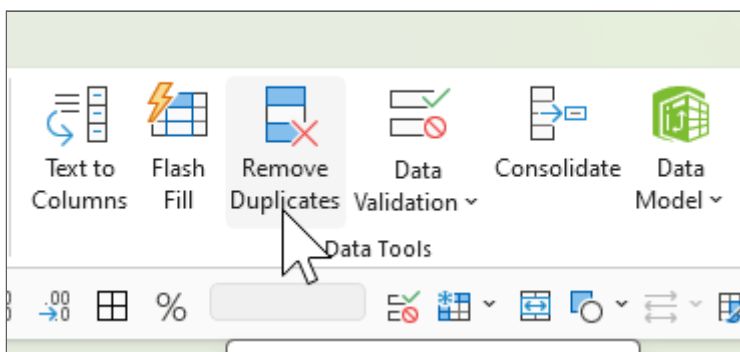 Text to Columns
Flash Fill
Remove Duplicates
Data Validation
Consolidate
Data Model
Data Tools
.00
→.0
%